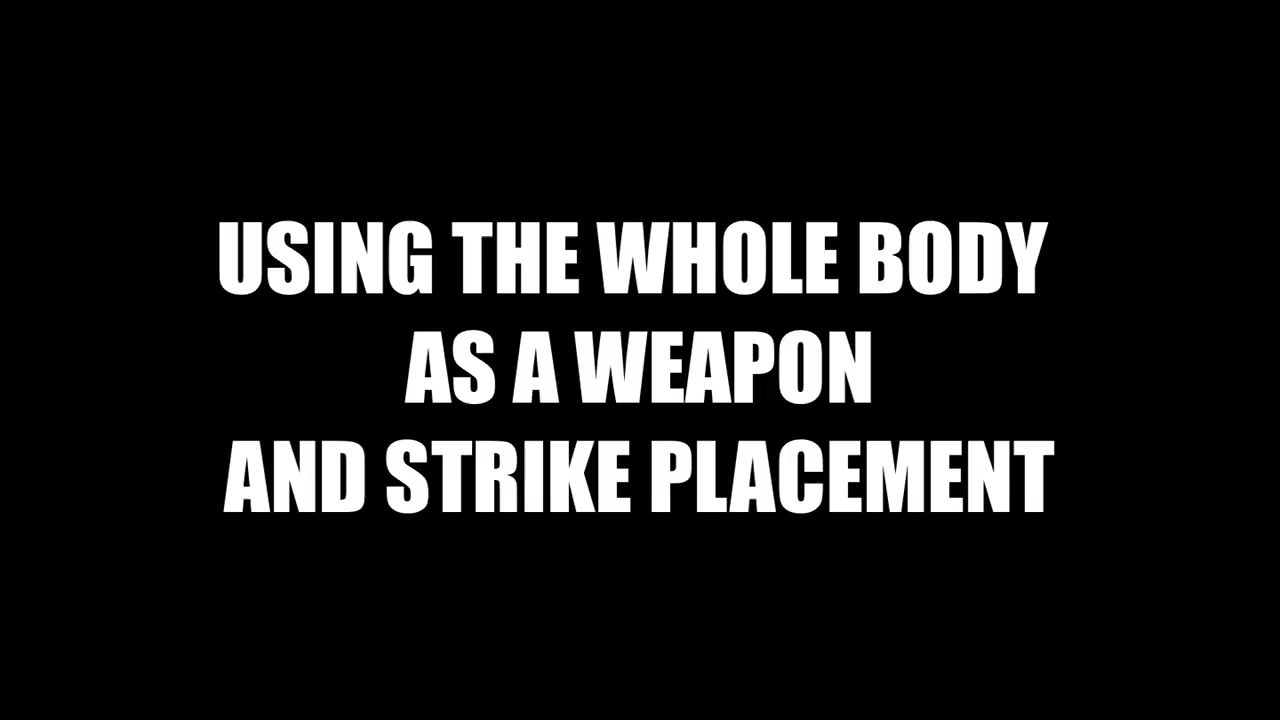 USING THE WHOLE BODY
AS A WEAPON
AND STRIKE PLACEMENT